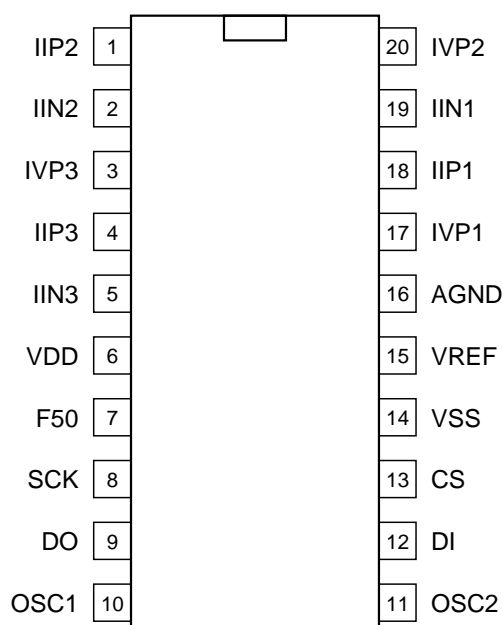 IIP2 1 20 IVP2
IIN2 2 19 IIN1
IVP3 3 18 IIP1
IIP3 4 17 IVP1
IIN3 5 16 AGND
VDD 6 15 VREF
F50 7 14 VSS
SCK 8 13 CS
DO 9 12 DI
OSC1 10 11 OSC2